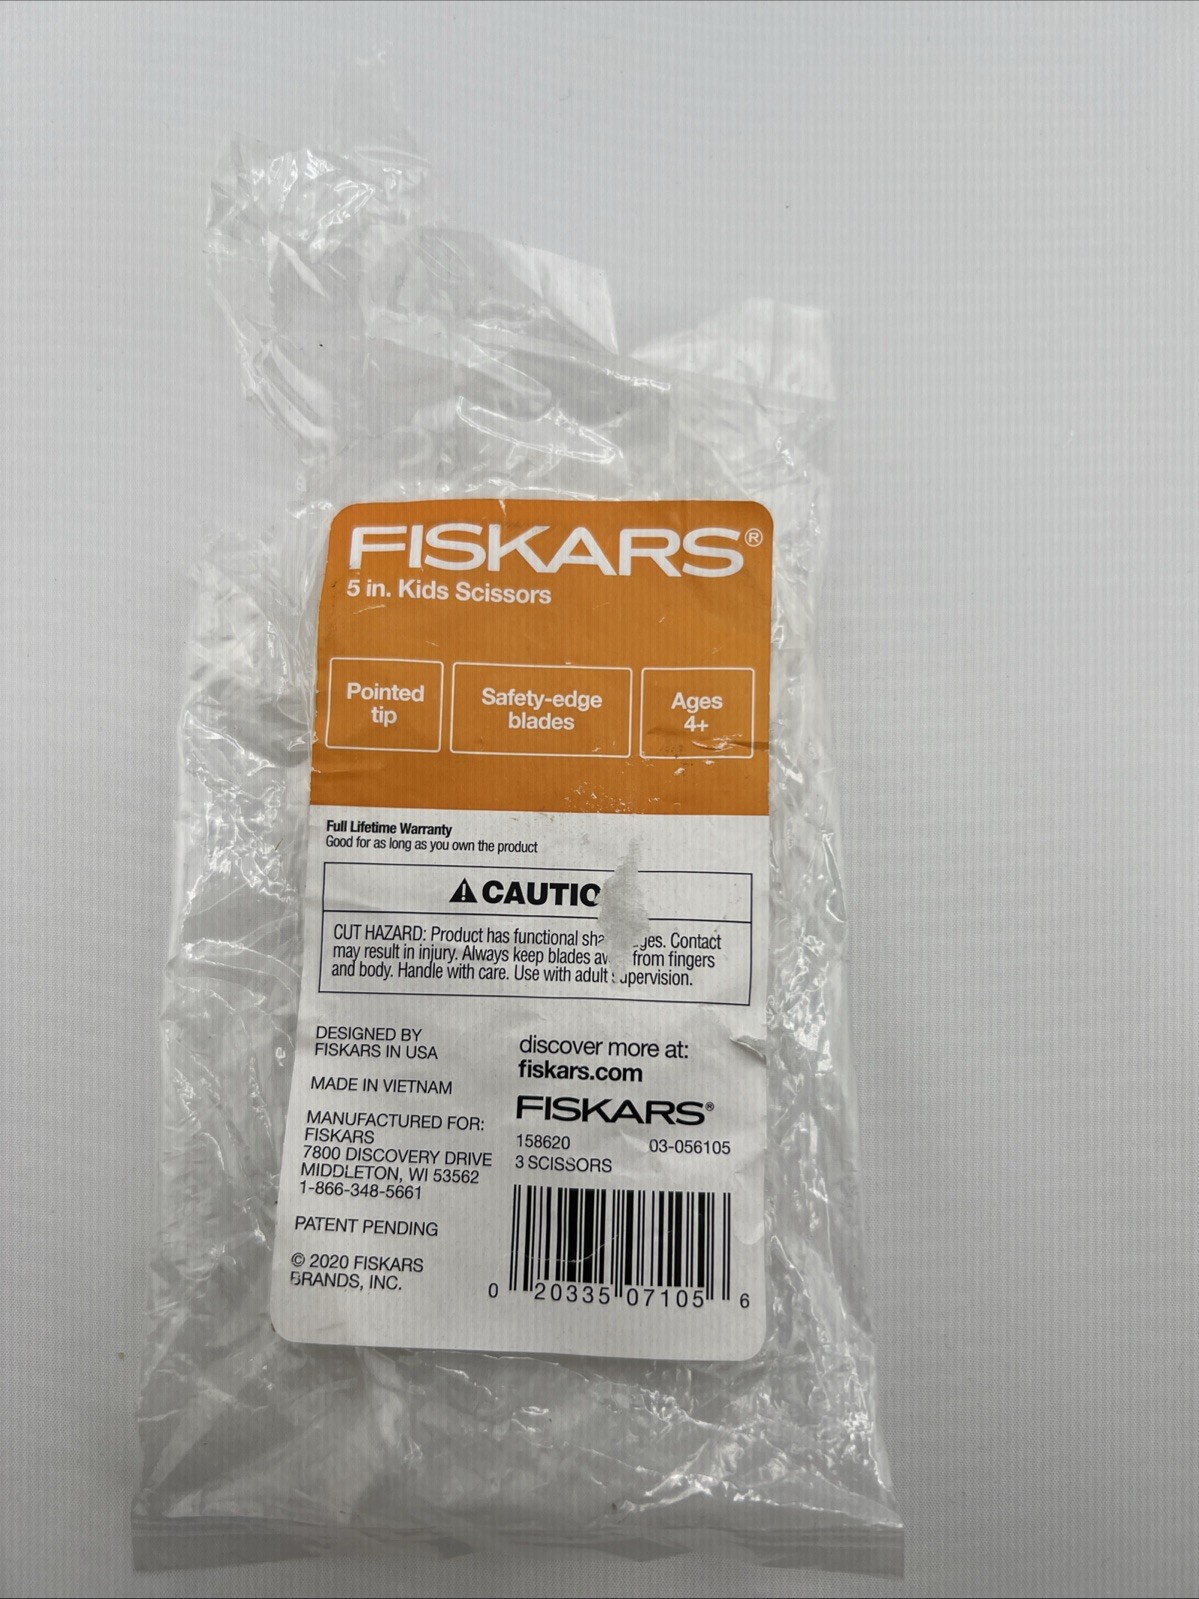 FISKARS®
5 in. Kids Scissors
Pointed
tip
Safety-edge
blades
Ages
4+
Full Lifetime Warranty
Good for as long as you own the product
CUT HAZARD: Product has functional Contact
may result in injury. Always keep blades from fingers
and body. Handle with care. Use with adult
DESIGNED BY
FISKARS IN USA
MADE IN VIETNAM
MANUFACTURED FOR:
FISKARS
7800 DISCOVERY DRIVE
MIDDLETON, WI 53562
1-866-348-5661
PATENT PENDING
© 2020 FISKARS
BRANDS, INC.
discover more at:
fiskars.com
FISKARS®
158620 03-056105
3 SCISSORS
0 20335 07105 6